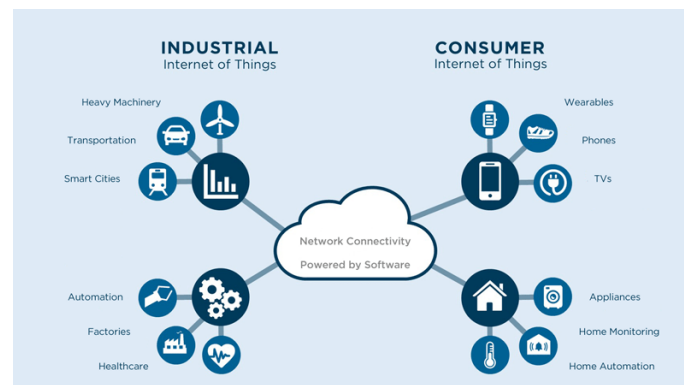 INDUSTRIAL
Internet of Things
CONSUMER
Internet of Things
Heavy Machinery
Transportation
Smart Cities
Wearables
Phones
TVs
Network Connectivity
Powered by Software
Automation
Factories
Healthcare
Appliances
Home Monitoring
Home Automation